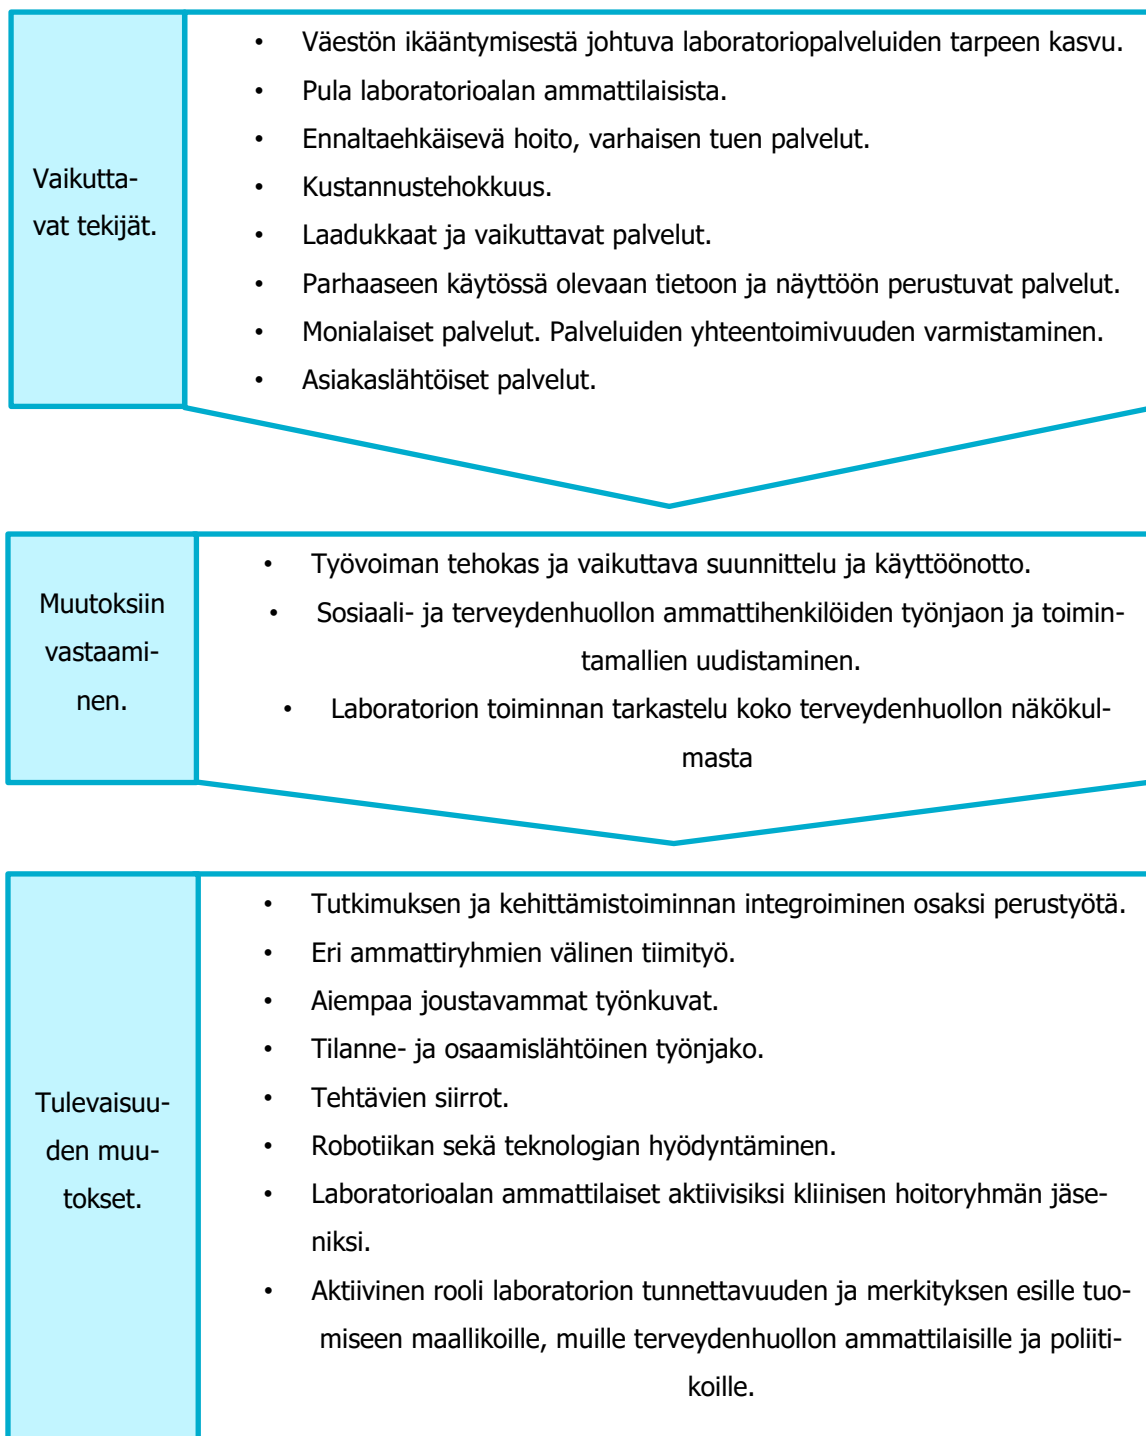 Vaikutta-
vat tekijät.
• Väestön ikääntymisestä johtuva laboratoriopalveluiden tarpeen kasvu.
• Pula laboratorioalan ammattilaisista.
• Ennaltaehkäisevä hoito, varhaisen tuen palvelut.
• Kustannustehokkuus.
• Laadukkaat ja vaikuttavat palvelut.
• Parhaaseen käytössä olevaan tietoon ja näyttöön perustuvat palvelut.
• Monialaiset palvelut. Palveluiden yhteentoimivuuden varmistaminen.
• Asiakaslähtöiset palvelut.
Muutoksiin
vastaami-
nen.
• Työvoiman tehokas ja vaikuttava suunnittelu ja käyttöönotto.
• Sosiaali- ja terveydenhuollon ammattihenkilöiden työnjaon ja toimin-
tamallien uudistaminen.
• Laboratorion toiminnan tarkastelu koko terveydenhuollon näkökul-
masta
Tulevaisuu-
den muu-
tokset.
• Tutkimuksen ja kehittämistoiminnan integroiminen osaksi perustyötä.
• Eri ammattiryhmien välinen tiimityö.
• Aiempaa joustavammat työnkuvat.
• Tilanne- ja osaamislähtöinen työnjako.
• Tehtävien siirrot.
• Robotiikan sekä teknologian hyödyntäminen.
• Laboratorioalan ammattilaiset aktiivisiksi kliinisen hoitoryhmän jäse-
niksi.
• Aktiivinen rooli laboratorion tunnettavuuden ja merkityksen esille tuo-
miseen maallikoille, muille terveydenhuollon ammattilaisille ja poliiti-
koille.